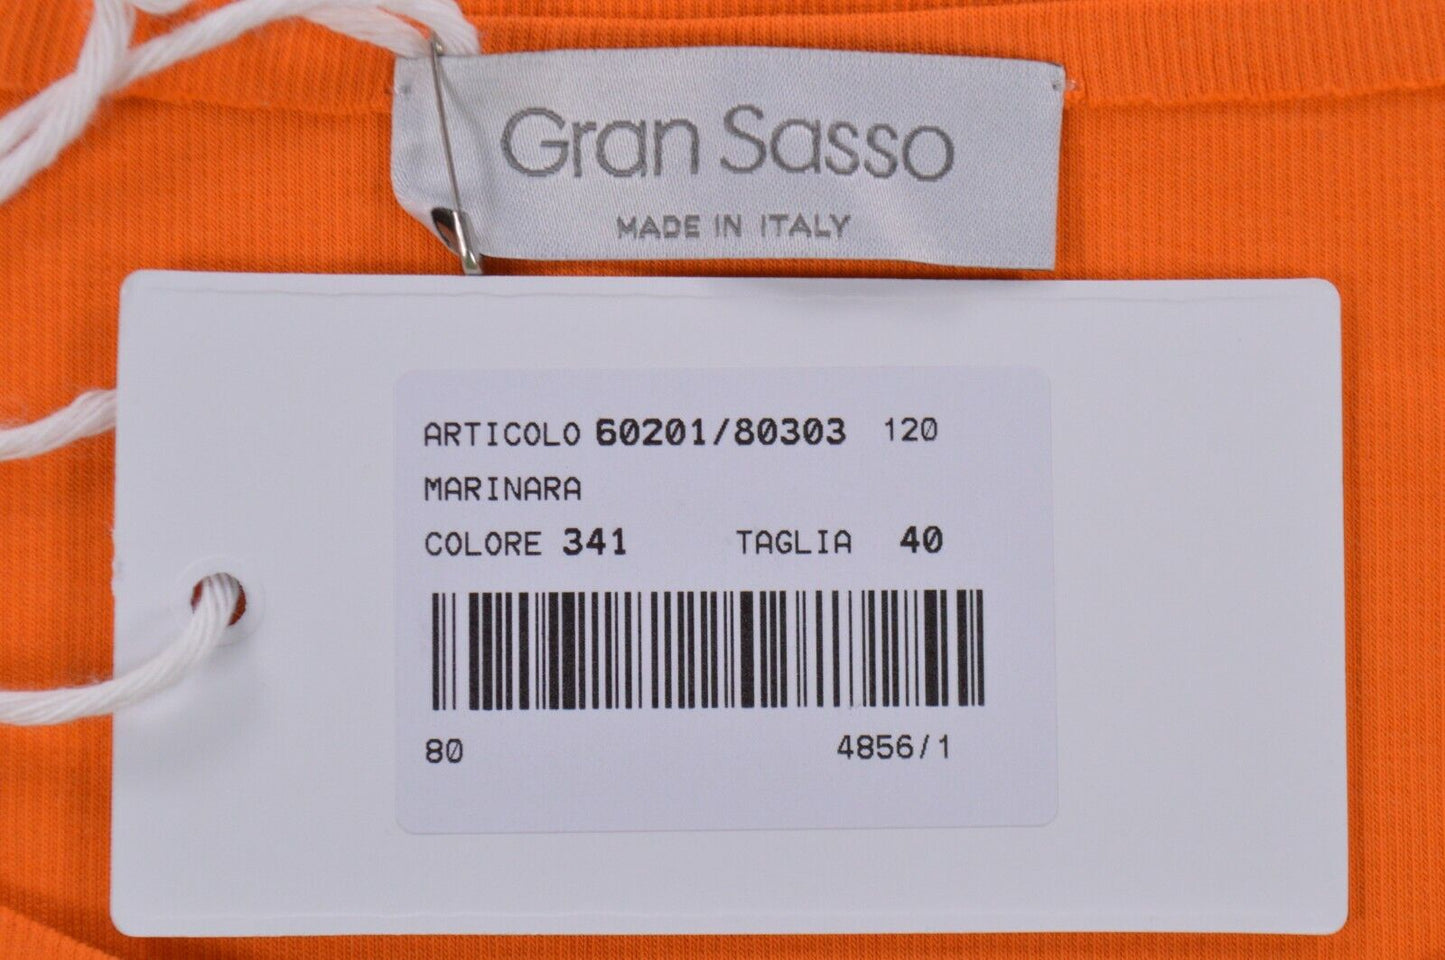 Gran Sasso
MADE IN ITALY
ARTICOLO 60201/80303 120
MARINARA
COLORE 341 TAGLIA 40
80 4856/1